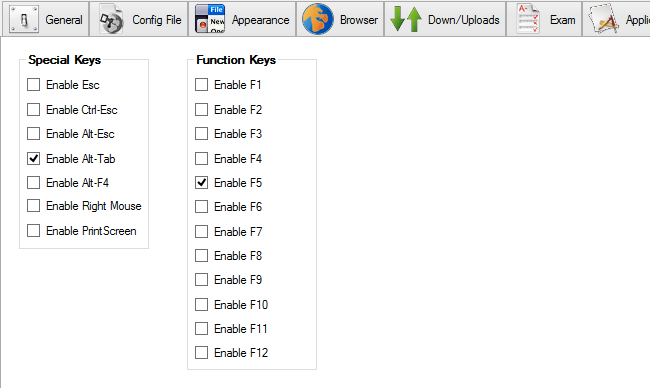 General
Config File
File
New
Appearance
Browser
Down/Uploads
A-
Exam
Special Keys
Enable Esc
Enable Ctrl-Esc
Enable Alt-Esc
Enable Alt-Tab
Enable Alt-F4
Enable Right Mouse
Enable PrintScreen
Function Keys
Enable F1
Enable F2
Enable F3
Enable F4
Enable F5
Enable F6
Enable F7
Enable F8
Enable F9
Enable F10
Enable F11
Enable F12